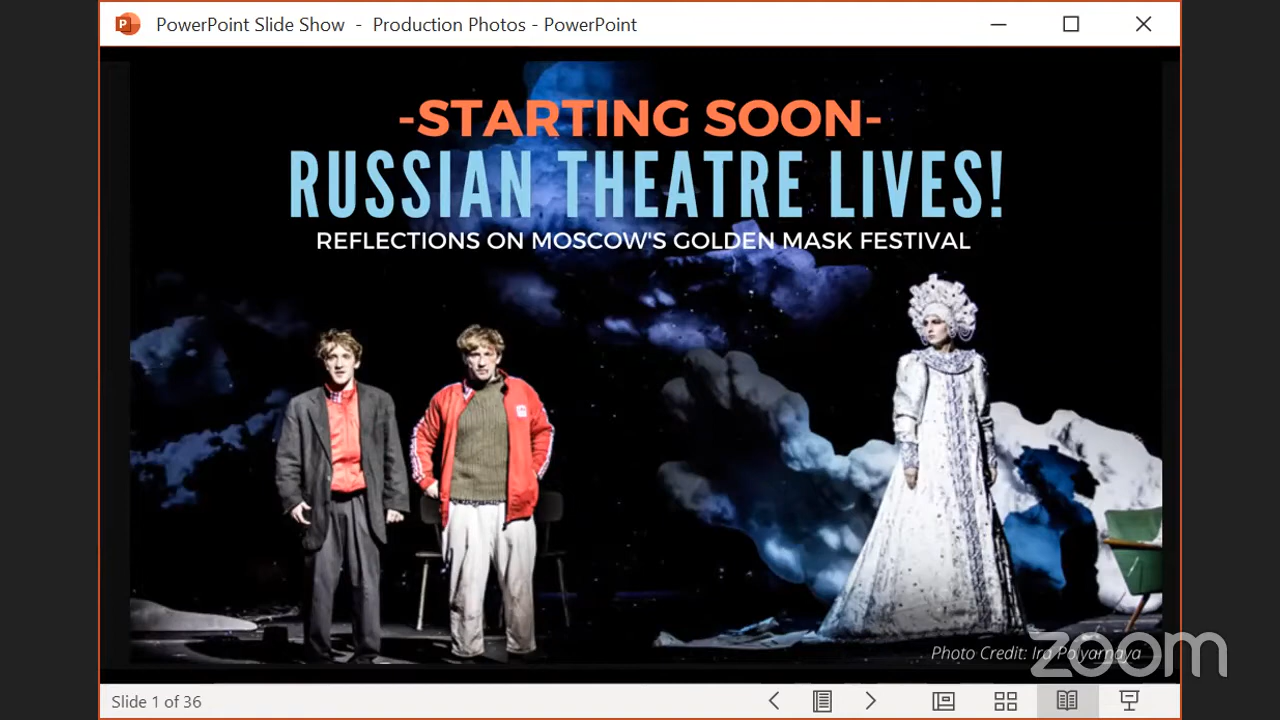 PowerPoint Slide Show - Production Photos - PowerPoint
-STARTING SOON-
RUSSIAN THEATRE LIVES!
REFLECTIONS ON MOSCOW'S GOLDEN MASK FESTIVAL
Photo Credit: Ira Polyarnaya
zoom
Slide 1 of 36